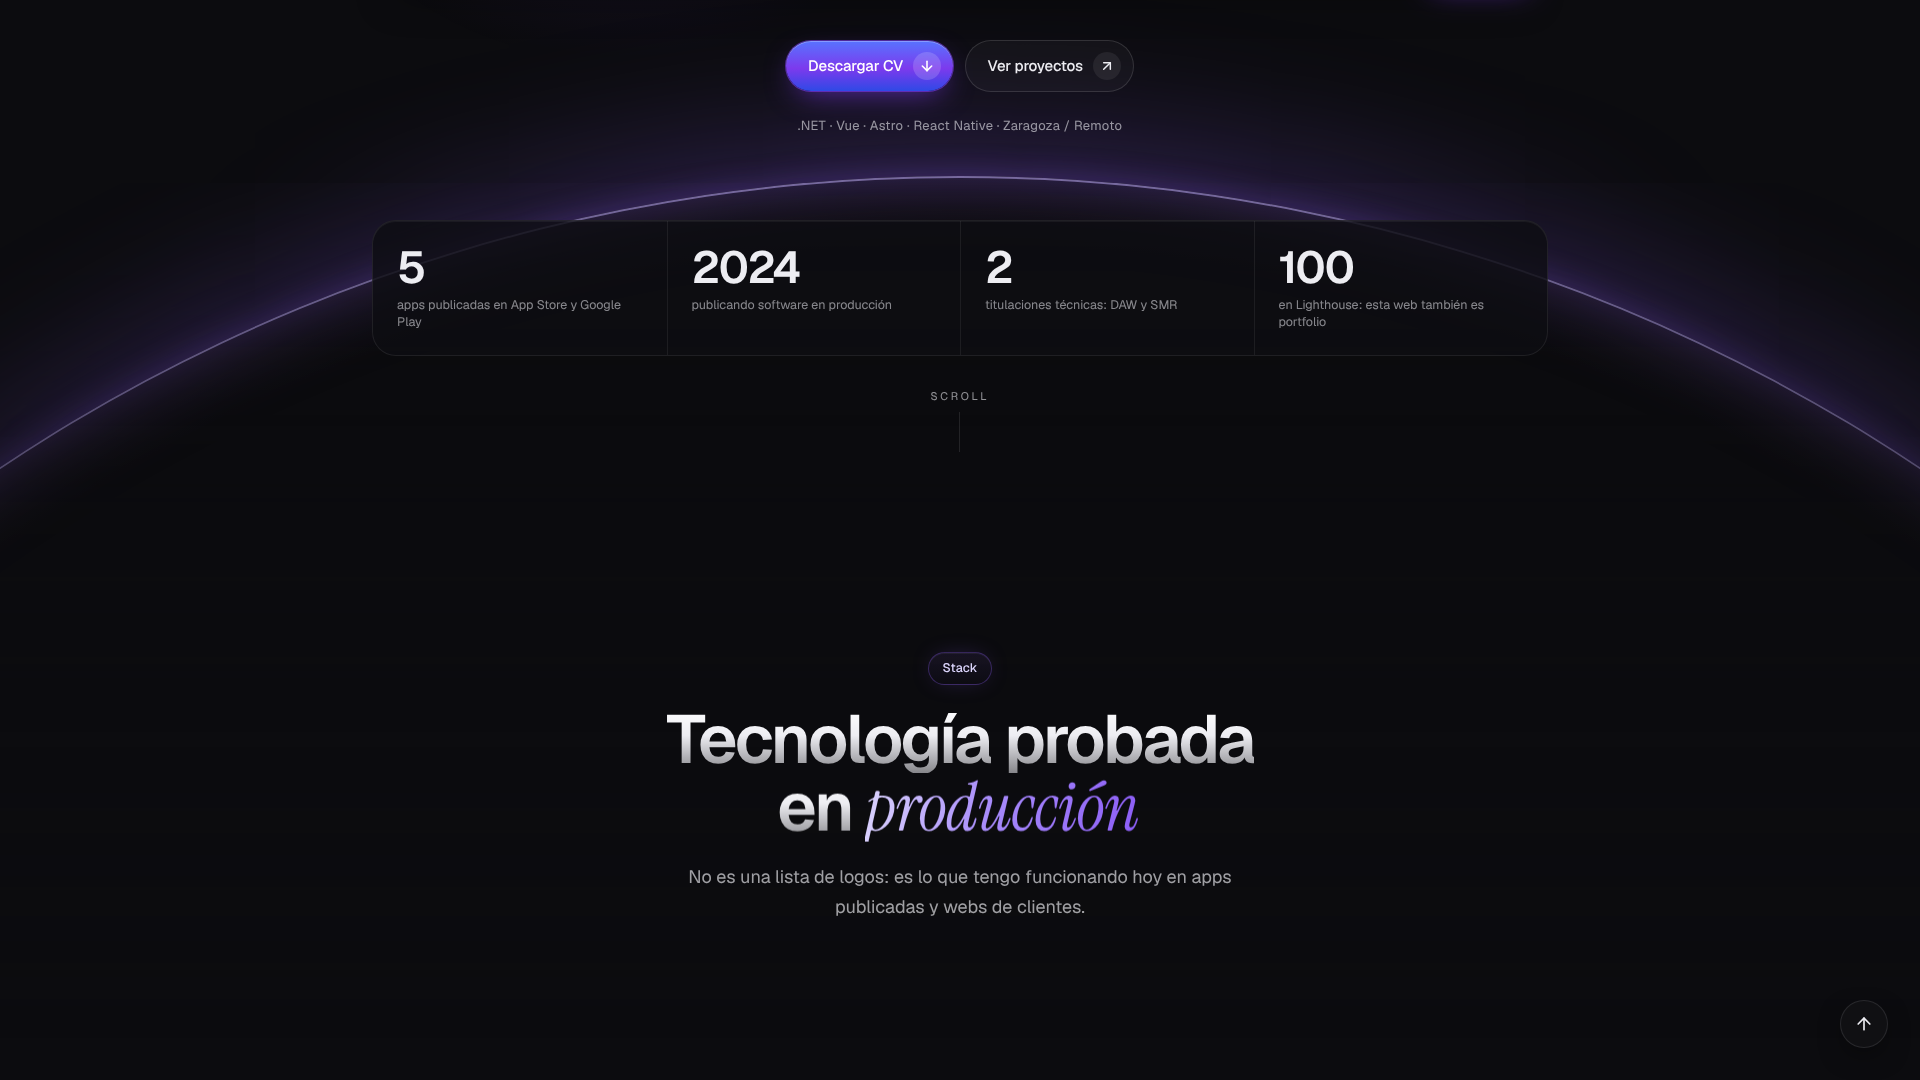 Descargar CV
Ver proyectos
.NET · Vue · Astro · React Native · Zaragoza / Remoto
5
apps publicadas en App Store y Google
Play
2024
publicando software en producción
2
titulaciones técnicas: DAW y SMR
100
en Lighthouse: esta web también es
portfolio
SCROLL
Stack
Tecnología probada
en producción
No es una lista de logos: es lo que tengo funcionando hoy en apps
publicadas y webs de clientes.